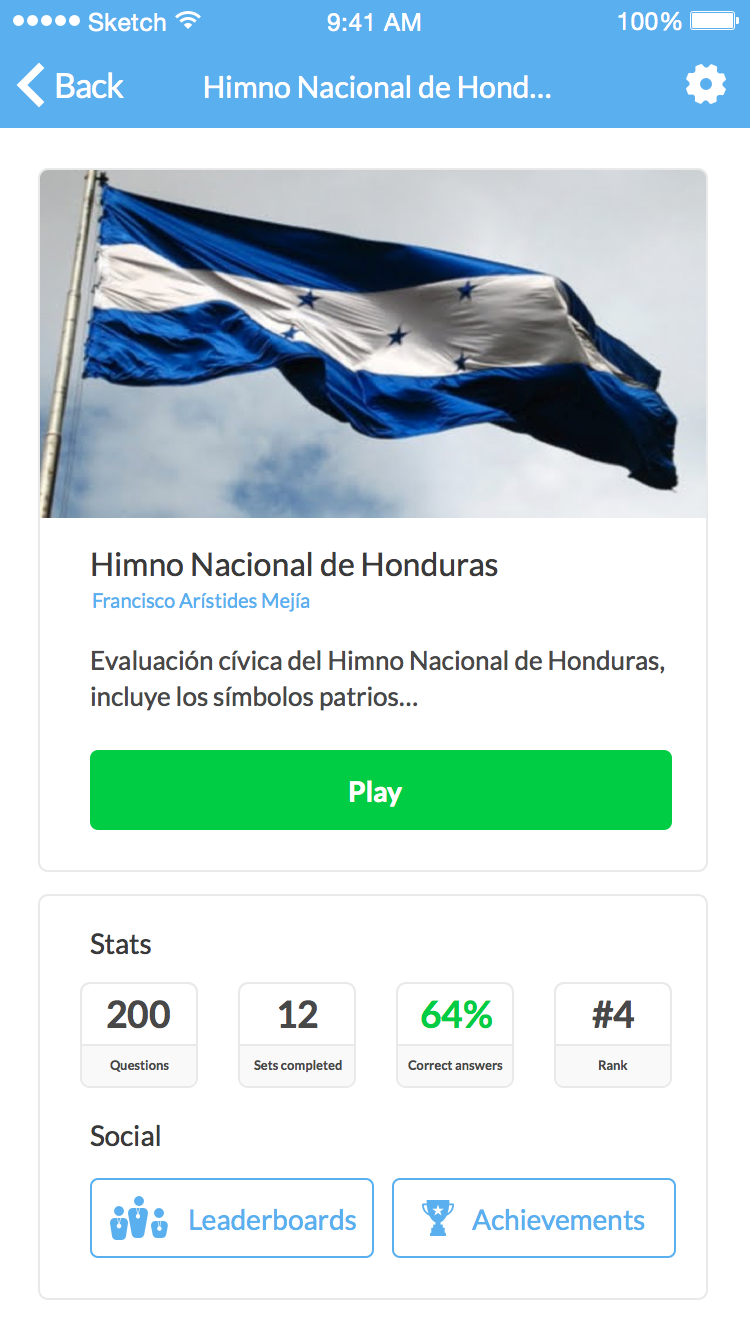 Sketch 9:41 AM 100%
Back Himno Nacional de Hond...
Himno Nacional de Honduras
Francisco Arístides Mejía
Evaluación cívica del Himno Nacional de Honduras,
incluye los símbolos patrios...
Play
Stats
200 12 64% #4
Questions Sets completed Correct answers Rank
Social
Leaderboards Achievements